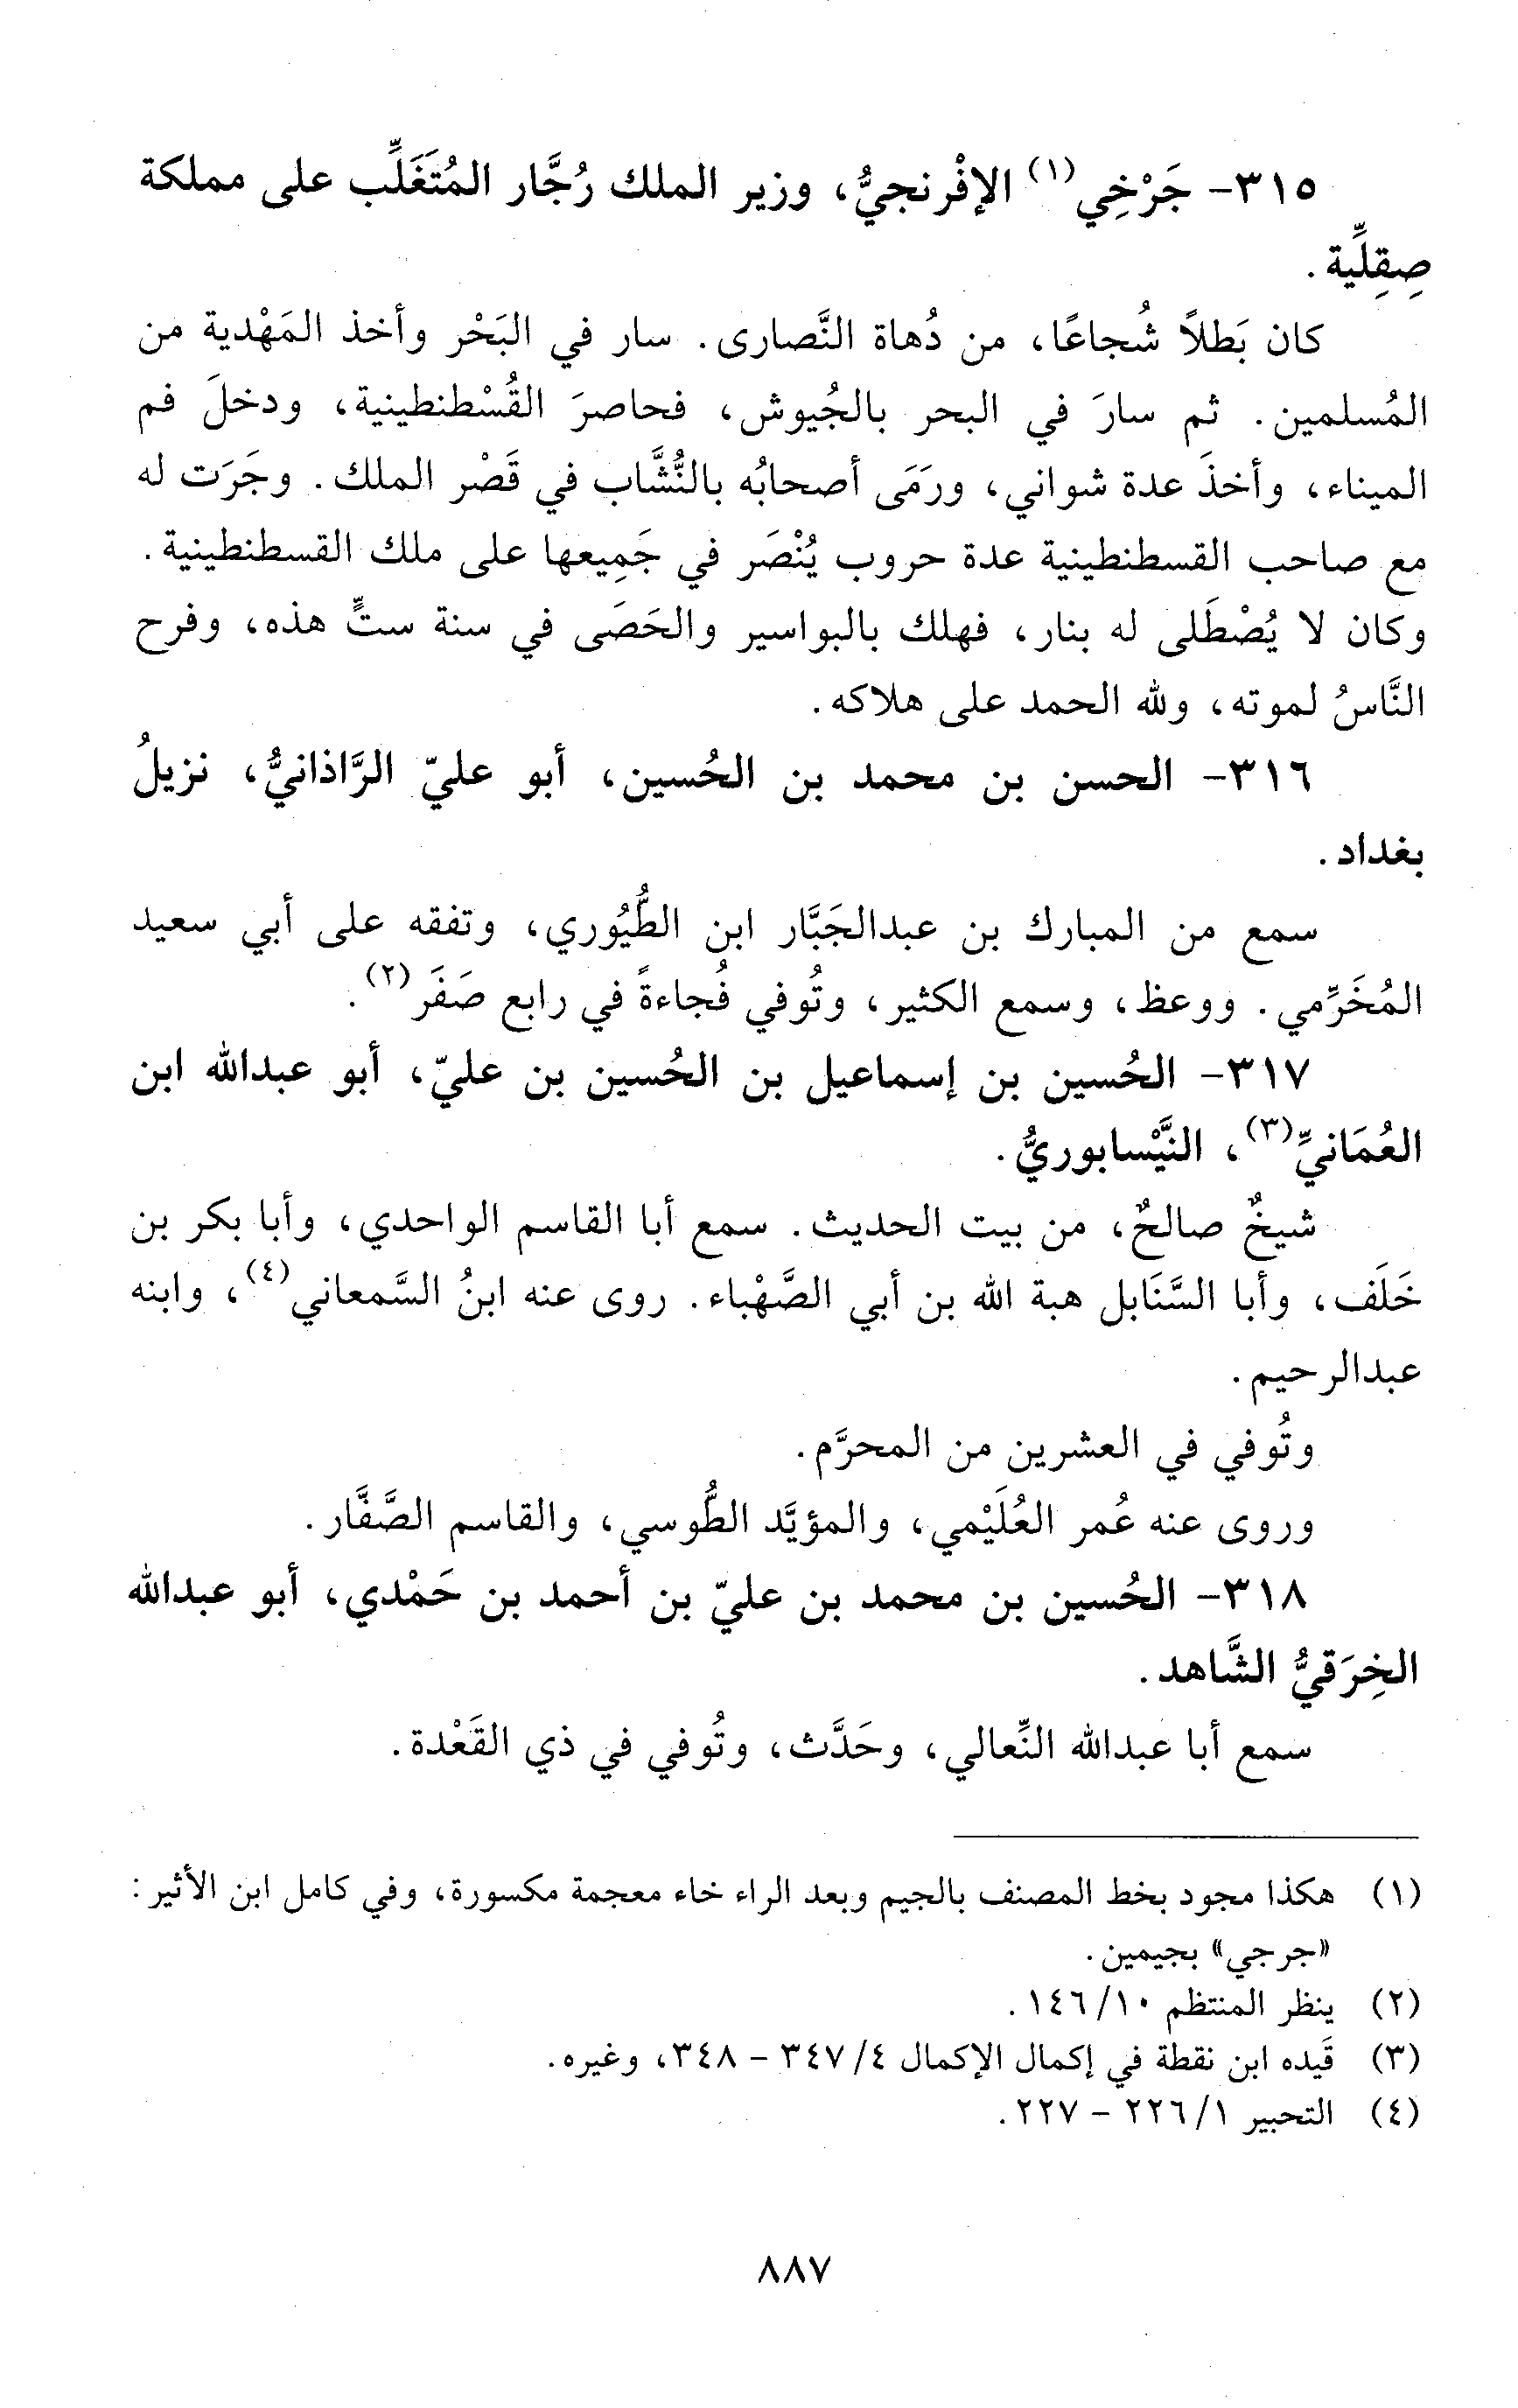 ٣١٥- جَرْخِي(١) الإفْرنجيُّ، وزير الملك رُجَّار المُتَغَلِّب على مملكة
صِقِلِّية.
كان بَطلاً شُجاعًا، من دُهاة النَّصارى. سار في البَحْر وأخذ المَهْدية من
المُسلمين. ثم سارَ في البحر بالجُيوش، فحاصرَ القُسْطنطينية، ودخلَ فم
الميناء، وأخذَ عدة شواني، ورَمَى أصحابُه بالنُّشَّاب في قَصْر الملك. وجَرَت له
مع صاحب القسطنطينية عدة حروب يُنْصَر في جَمِيعها على ملك القسطنطينية.
وكان لا يُصْطَلى له بنار، فهلك بالبواسير والحَصَى في سنة ستٍّ هذه، وفرح
النَّاسُ لموته، ولله الحمد على هلاكه.
٣١٦- الحسن بن محمد بن الحُسين، أبو عليّ الرَّاذانيُّ، نزيلُ
بغداد.
سمع من المبارك بن عبدالجَبَّار ابن الطُّيُوري، وتفقه على أبي سعيد
المُخَرِّمي. ووعظ، وسمع الكثير، وتُوفي فُجاءةً في رابع صَفَر(٢).
٣١٧- الحُسين بن إسماعيل بن الحُسين بن عليّ، أبو عبدالله ابن
العُمَانيِّ(٣)، النَّيْسابوريُّ.
شيخٌ صالحٌ، من بيت الحديث. سمع أبا القاسم الواحدي، وأبا بكر بن
خَلَف، وأبا السَّنَابل هبة الله بن أبي الصَّهْباء. روى عنه ابنُ السَّمعاني(٤)، وابنه
عبدالرحيم.
وتُوفي في العشرين من المحرَّم.
وروى عنه عُمر العُلَيْمي، والمؤيَّد الطُّوسي، والقاسم الصَّفَّار.
٣١٨- الحُسين بن محمد بن عليّ بن أحمد بن حَمْدي، أبو عبدالله
الخِرَقيُّ الشَّاهد.
سمع أبا عبدالله النِّعالي، وحَدَّث، وتُوفي في ذي القَعْدة.
(١) هكذا مجود بخط المصنف بالجيم وبعد الراء خاء معجمة مكسورة، وفي كامل ابن الأثير:
«جرجي» بجيمين.
(٢) ينظر المنتظم ١٠/ ١٤٦.
(٣) قَيده ابن نقطة في إكمال الإكمال ٤/ ٣٤٧ - ٣٤٨، وغيره.
(٤) التحبير ١/ ٢٢٦ - ٢٢٧.
٨٨٧